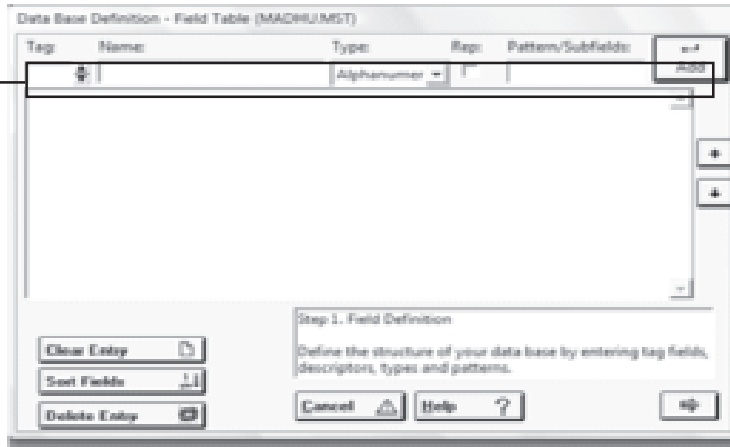 Data Base Definition - Field Table (MADHU.MST)
Tag: Name: Type: Rep: Pattern/Subfields:
Add
Alphanumer
Step 1. Field Definition
Define the structure of your data base by entering tag fields,
descriptors, types and patterns.
Clear Entry
Sort Fields
Delete Entry
Cancel Help ?